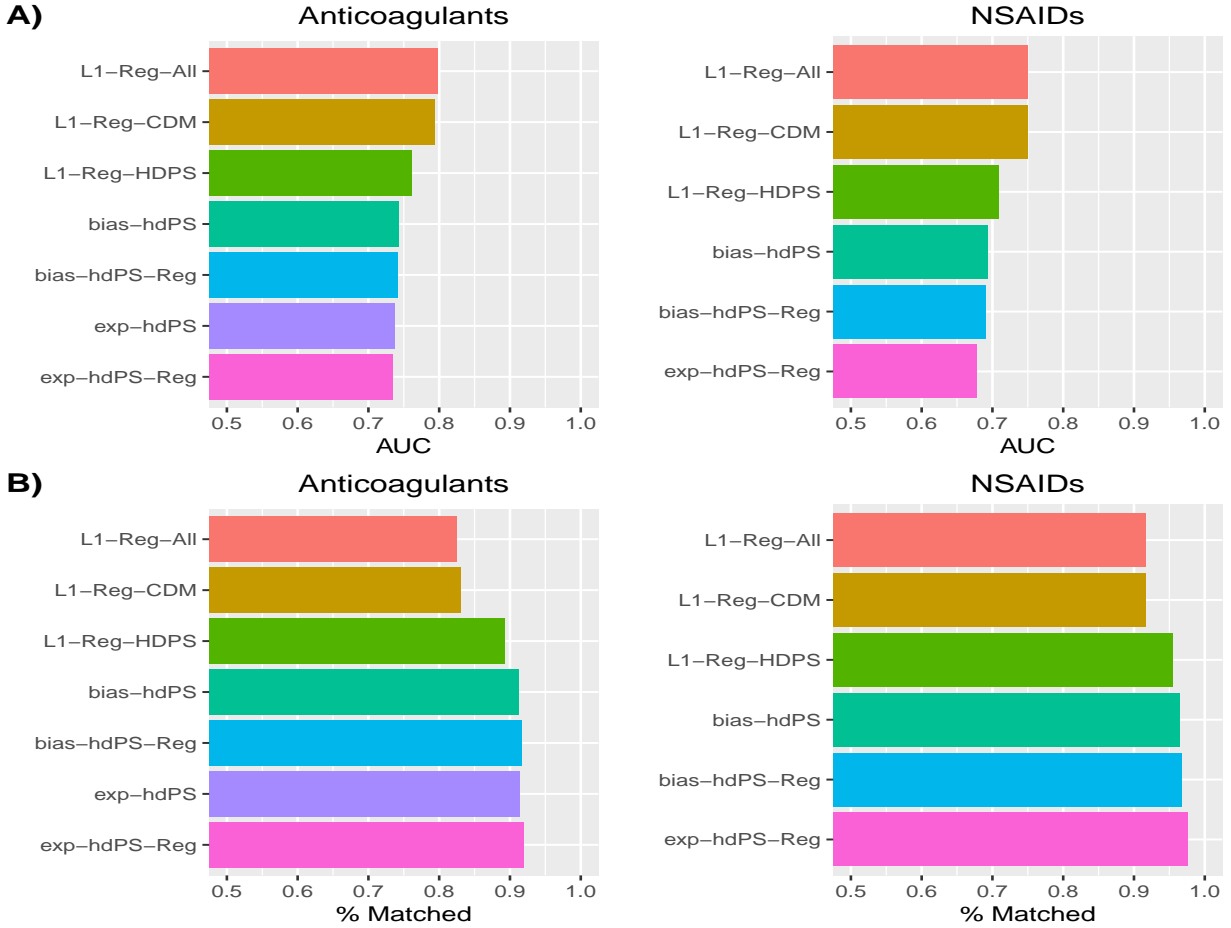 A)
Anticoagulants
L1−Reg−All
L1−Reg−CDM
L1−Reg−HDPS
bias−hdPS
bias−hdPS−Reg
exp−hdPS
exp−hdPS−Reg
0.5 0.6 0.7 0.8 0.9 1.0
AUC
NSAIDs
L1−Reg−All
L1−Reg−CDM
L1−Reg−HDPS
bias−hdPS
bias−hdPS−Reg
exp−hdPS−Reg
0.5 0.6 0.7 0.8 0.9 1.0
AUC
B)
Anticoagulants
L1−Reg−All
L1−Reg−CDM
L1−Reg−HDPS
bias−hdPS
bias−hdPS−Reg
exp−hdPS
exp−hdPS−Reg
0.5 0.6 0.7 0.8 0.9 1.0
% Matched
NSAIDs
L1−Reg−All
L1−Reg−CDM
L1−Reg−HDPS
bias−hdPS
bias−hdPS−Reg
exp−hdPS−Reg
0.5 0.6 0.7 0.8 0.9 1.0
% Matched